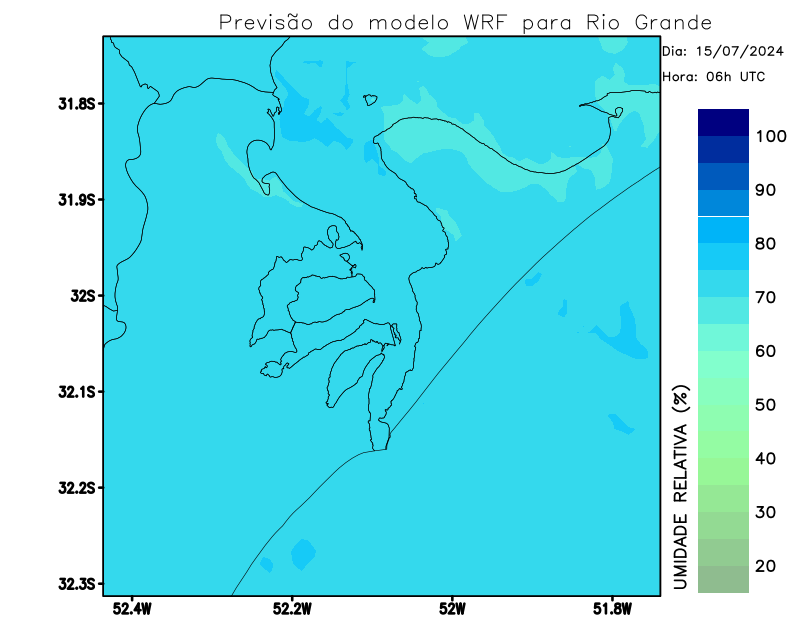 Previsão do modelo WRF para Rio Grande
Dia: 15/07/2024
Hora: 06h UTC
31.8S
31.9S
32S
32.1S
32.2S
32.3S
52.4W
52.2W
52W
51.8W
100
90
80
70
60
50
40
30
20
UMIDADE RELATIVA (%)